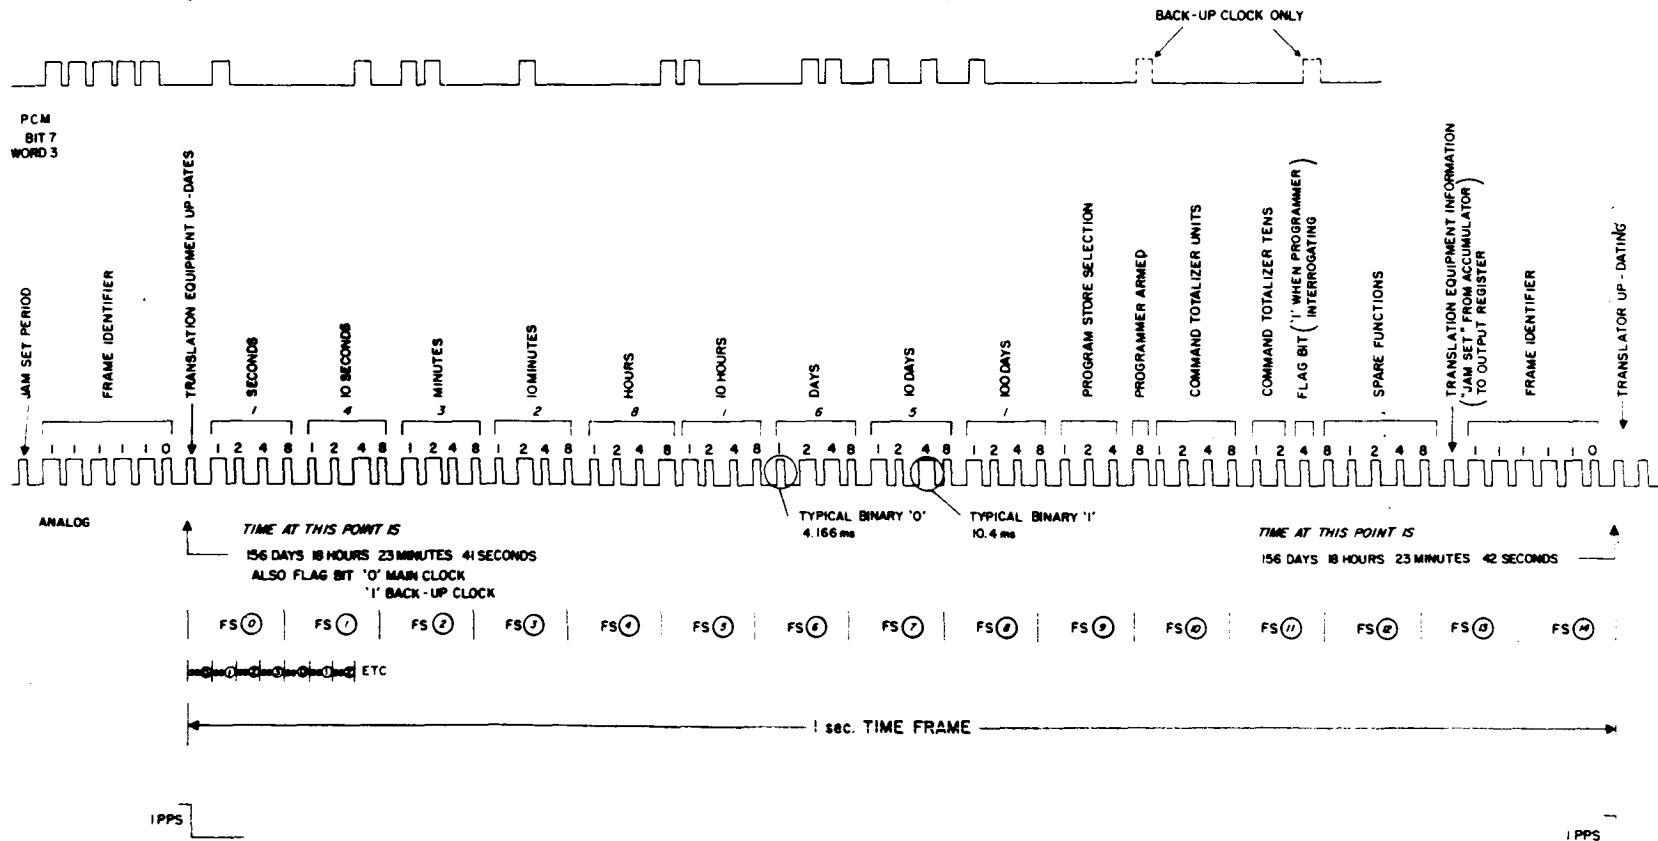 BACK-UP CLOCK ONLY
PCM
BIT 7
WORD 3
JAM SET PERIOD
FRAME IDENTIFIER
TRANSLATION EQUIPMENT UP-DATES
SECONDS
10 SECONDS
MINUTES
10 MINUTES
HOURS
10 HOURS
DAYS
10 DAYS
100 DAYS
PROGRAM STORE SELECTION
PROGRAMMER ARMED
COMMAND TOTALIZER UNITS
COMMAND TOTALIZER TENS
FLAG BIT ('1' WHEN PROGRAMMER INTERROGATING)
SPARE FUNCTIONS
TRANSLATION EQUIPMENT INFORMATION
("JAM SET" FROM ACCUMULATOR TO OUTPUT REGISTER)
FRAME IDENTIFIER
TRANSLATOR UP-DATING
1 4 3 2 8 1 6 5 1
1 1 1 1 1 0 1 2 4 8 1 2 4 8 1 2 4 8 1 2 4 8 1 2 4 8 1 2 4 8 1 2 4 8 1 2 4 8 1 2 4 8 1 2 4 8 1 2 4 8 1 2 4 8 1 2 4 8 1 1 1 1 1 0
ANALOG
TYPICAL BINARY '0'
4.166 ms
TYPICAL BINARY '1'
10.4 ms
TIME AT THIS POINT IS
156 DAYS 18 HOURS 23 MINUTES 41 SECONDS
ALSO FLAG BIT '0' MAIN CLOCK
'1' BACK-UP CLOCK
TIME AT THIS POINT IS
156 DAYS 18 HOURS 23 MINUTES 42 SECONDS
FS 0 FS 1 FS 2 FS 3 FS 4 FS 5 FS 6 FS 7 FS 8 FS 9 FS 10 FS 11 FS 12 FS 13 FS 14
ETC
1 sec. TIME FRAME
1 PPS
1 PPS